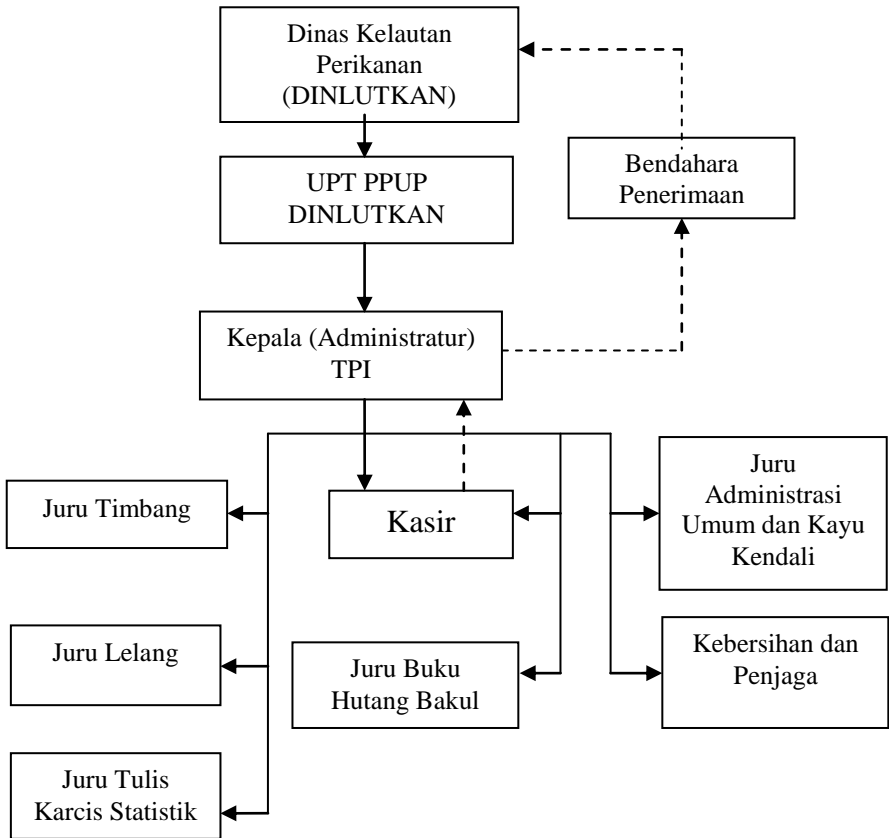 Dinas Kelautan
Perikanan
(DINLUTKAN)
Bendahara
Penerimaan
UPT PPUP
DINLUTKAN
Kepala (Administratur)
TPI
Juru Timbang
Kasir
Juru
Administrasi
Umum dan Kayu
Kendali
Juru Lelang
Juru Buku
Hutang Bakul
Kebersihan dan
Penjaga
Juru Tulis
Karcis Statistik